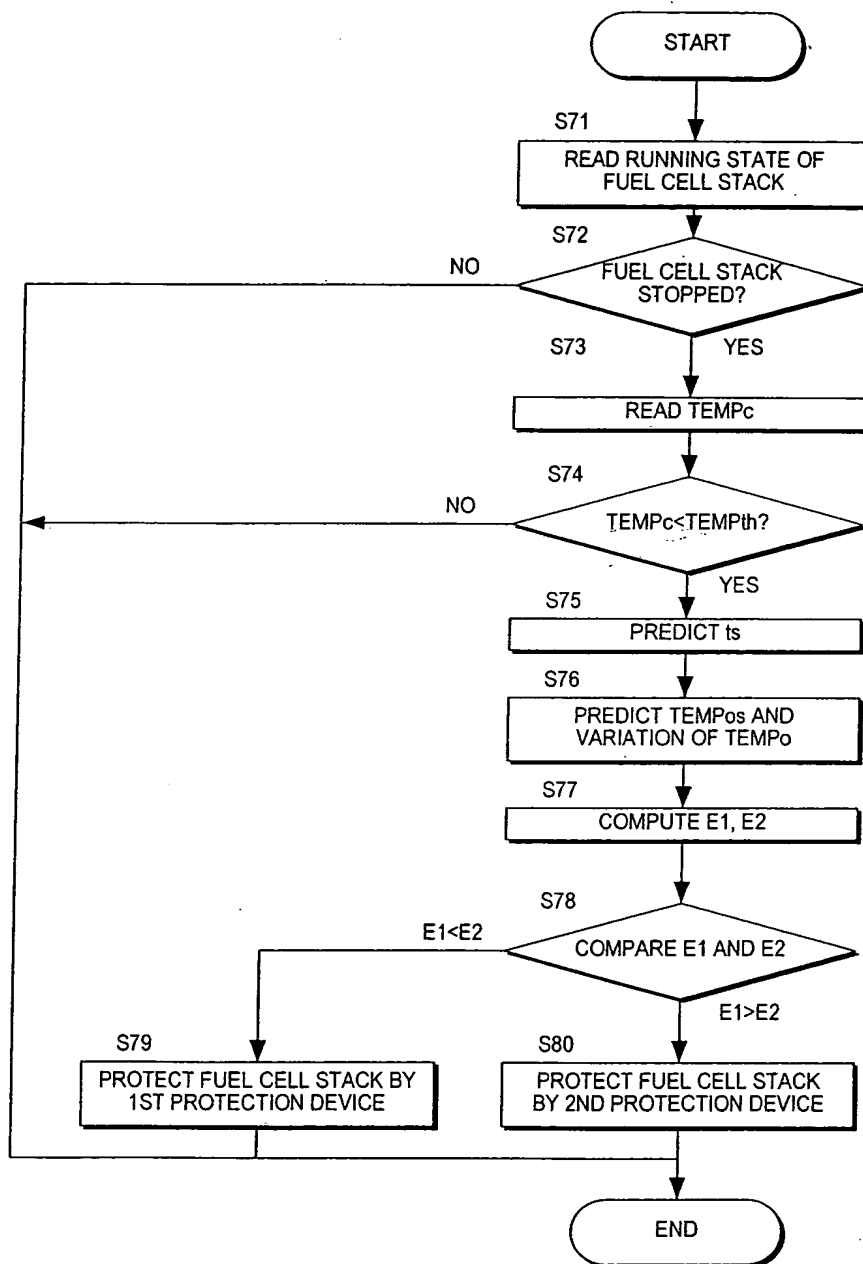 START
S71
READ RUNNING STATE OF
FUEL CELL STACK
S72
NO
FUEL CELL STACK
STOPPED?
S73
YES
READ TEMPc
S74
NO
TEMPc<TEMPth?
YES
S75
PREDICT ts
S76
PREDICT TEMPos AND
VARIATION OF TEMPo
S77
COMPUTE E1, E2
S78
E1<E2
COMPARE E1 AND E2
E1>E2
S79
PROTECT FUEL CELL STACK BY
1ST PROTECTION DEVICE
S80
PROTECT FUEL CELL STACK
BY 2ND PROTECTION DEVICE
END